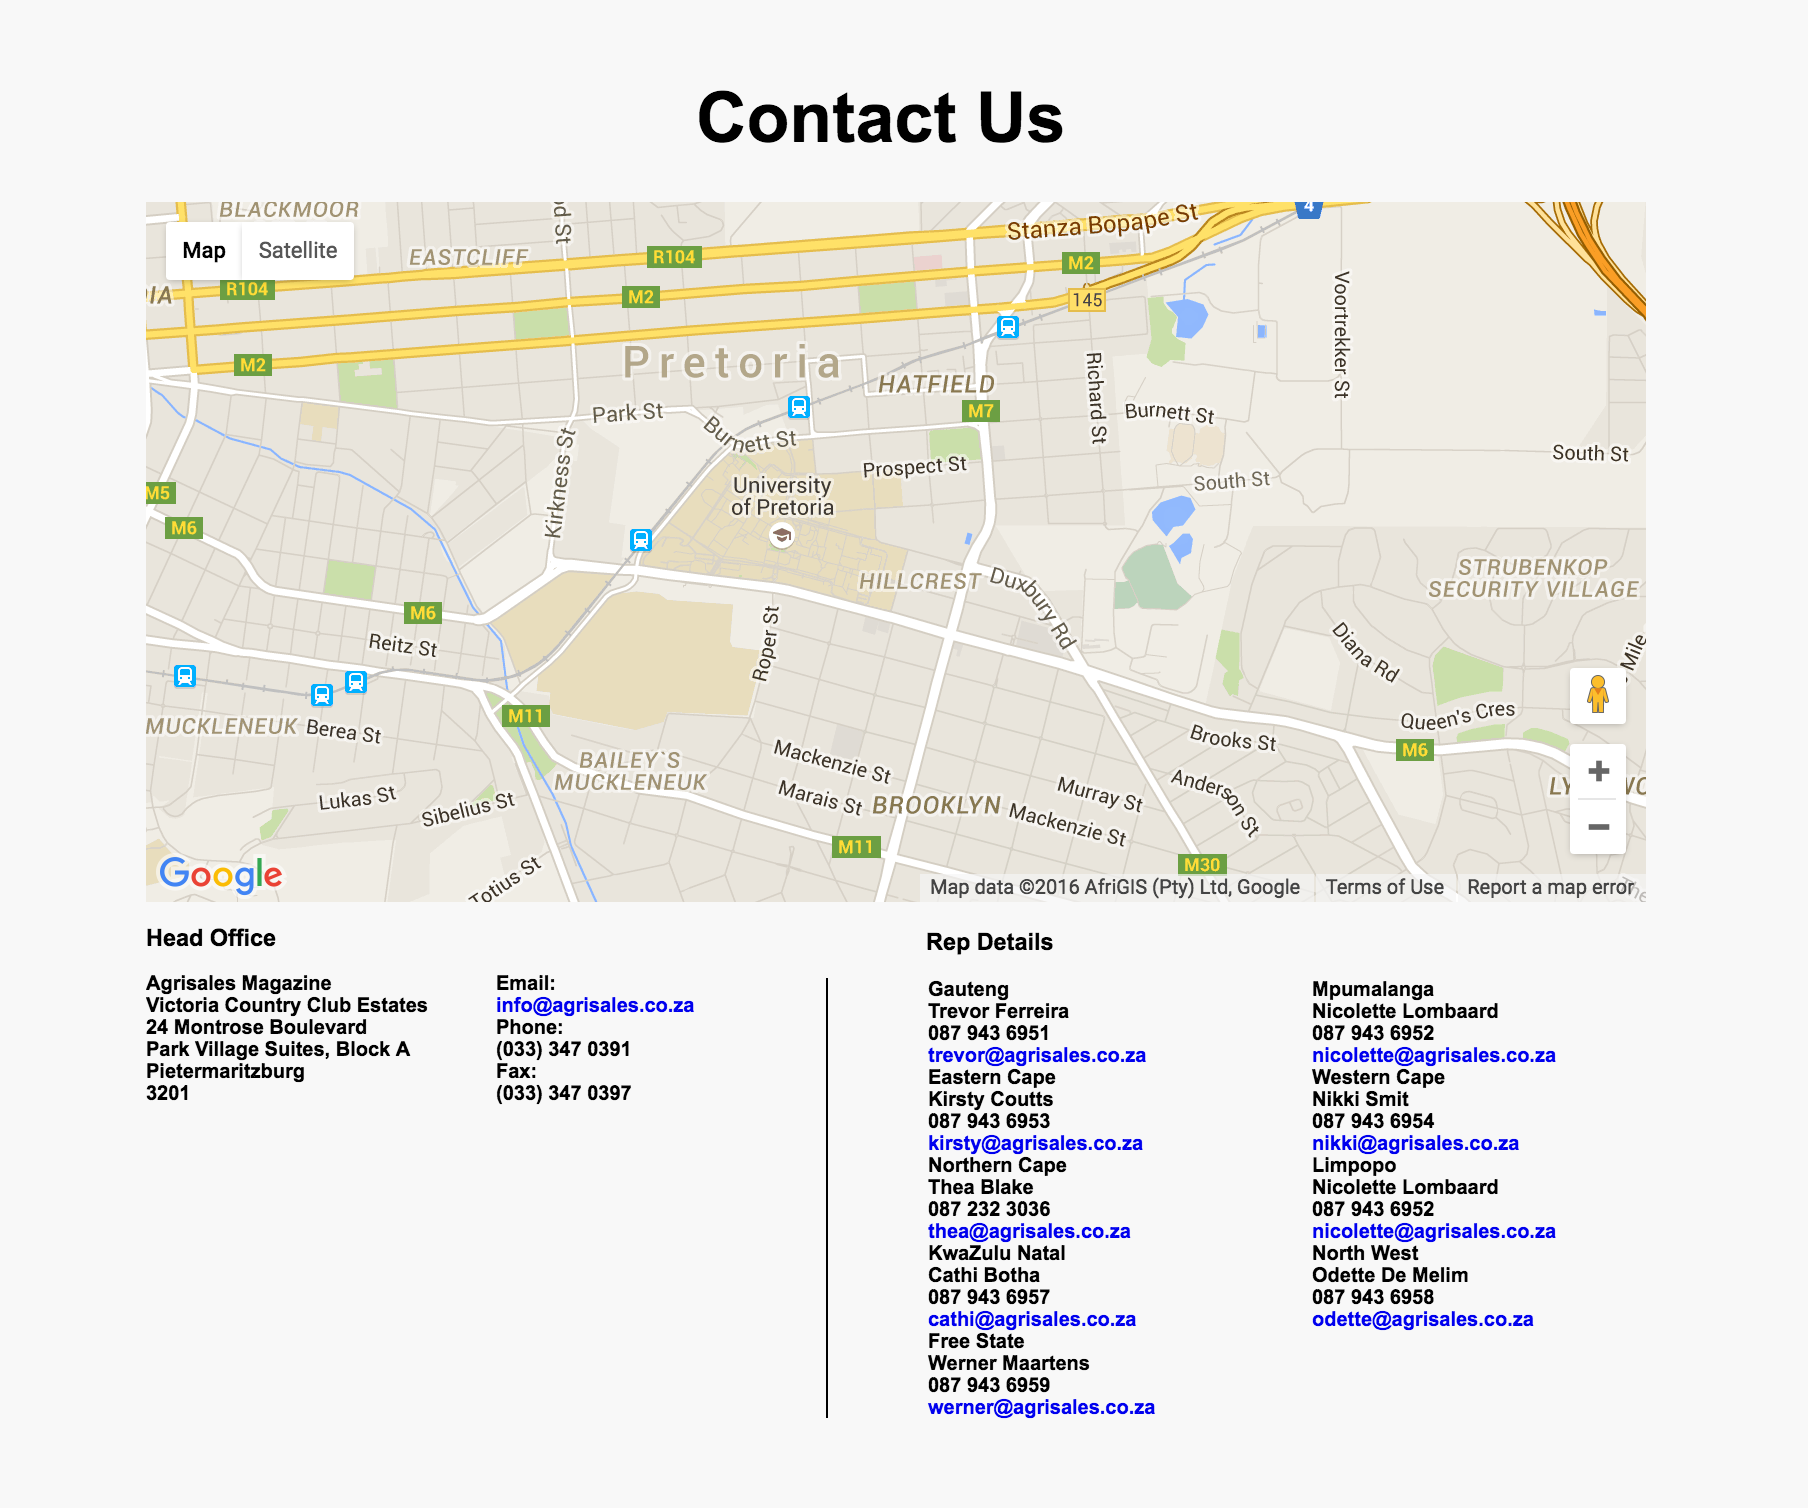 Contact Us
BLACKMOOR
od St
Stanza Bopape St
4
Map
Satellite
EASTCLIFF
R104
M2
R104
DIA
M2
145
Voortrekker St
M2
Pretoria
HATFIELD
Richard St
Park St
Burnett St
M7
Burnett St
Kirkness St
Prospect St
South St
South St
M5
University
of Pretoria
M6
HILLCREST
Duxbury Rd
STRUBENKOP
SECURITY VILLAGE
M6
Reitz St
Roper St
Diana Rd
Mile
M11
MUCKLENEUK
Berea St
Queen's Cres
Brooks St
M6
Mackenzie St
BAILEY`S
MUCKLENEUK
Anderson St
Lukas St
Sibelius St
Marais St
BROOKLYN
Murray St
Mackenzie St
M11
M30
Totius St
Google
Map data ©2016 AfriGIS (Pty) Ltd, Google
Terms of Use
Report a map error
Head Office
Agrisales Magazine
Victoria Country Club Estates
24 Montrose Boulevard
Park Village Suites, Block A
Pietermaritzburg
3201
Email:
info@agrisales.co.za
Phone:
(033) 347 0391
Fax:
(033) 347 0397
Rep Details
Gauteng
Trevor Ferreira
087 943 6951
trevor@agrisales.co.za
Eastern Cape
Kirsty Coutts
087 943 6953
kirsty@agrisales.co.za
Northern Cape
Thea Blake
087 232 3036
thea@agrisales.co.za
KwaZulu Natal
Cathi Botha
087 943 6957
cathi@agrisales.co.za
Free State
Werner Maartens
087 943 6959
werner@agrisales.co.za
Mpumalanga
Nicolette Lombaard
087 943 6952
nicolette@agrisales.co.za
Western Cape
Nikki Smit
087 943 6954
nikki@agrisales.co.za
Limpopo
Nicolette Lombaard
087 943 6952
nicolette@agrisales.co.za
North West
Odette De Melim
087 943 6958
odette@agrisales.co.za